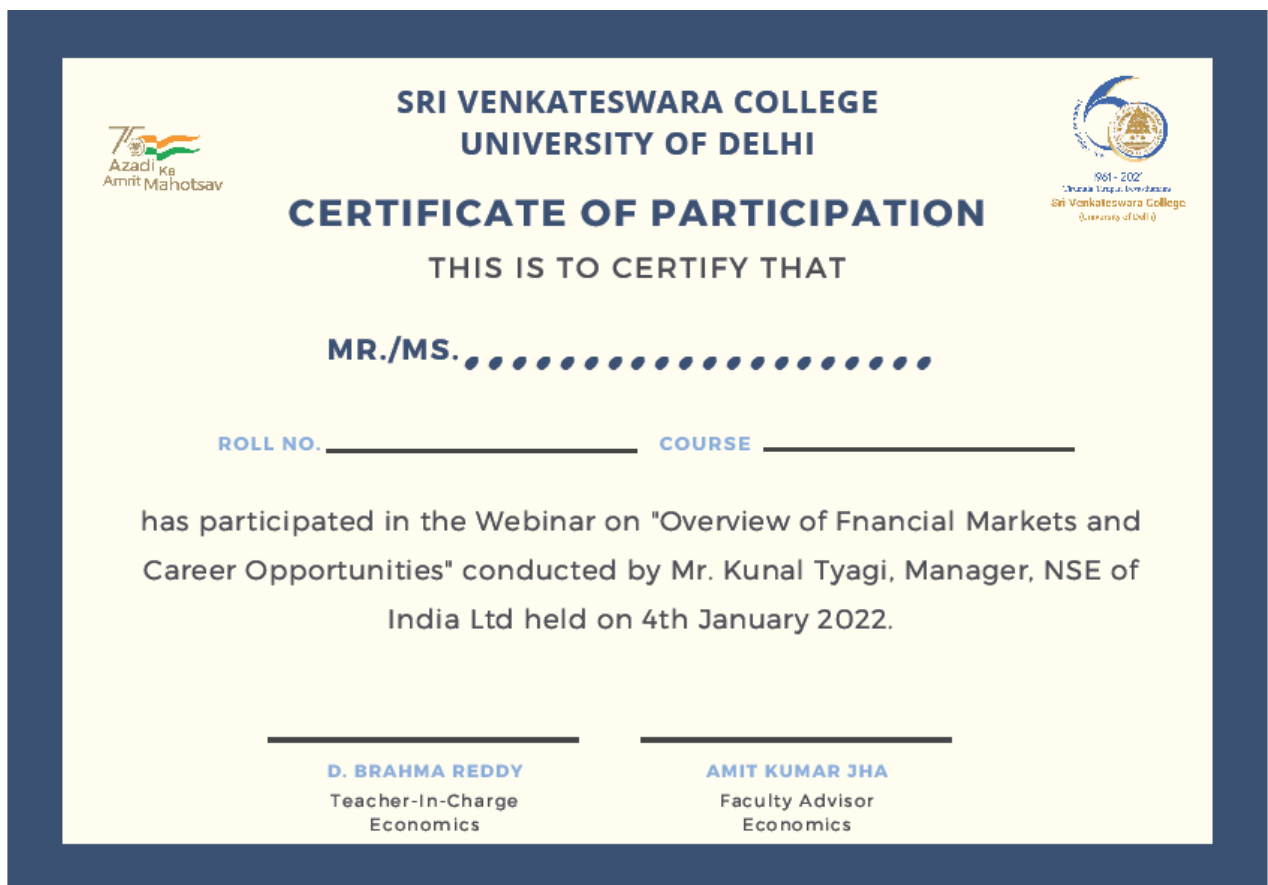 SRI VENKATESWARA COLLEGE
UNIVERSITY OF DELHI
75
Azadi Ka
Amrit Mahotsav
60
1961 - 2021
Sri Venkateswara College
(University of Delhi)
CERTIFICATE OF PARTICIPATION
THIS IS TO CERTIFY THAT
MR./MS....................
ROLL NO. COURSE
has participated in the Webinar on "Overview of Fnancial Markets and
Career Opportunities" conducted by Mr. Kunal Tyagi, Manager, NSE of
India Ltd held on 4th January 2022.
D. BRAHMA REDDY AMIT KUMAR JHA
Teacher-In-Charge Faculty Advisor
Economics Economics